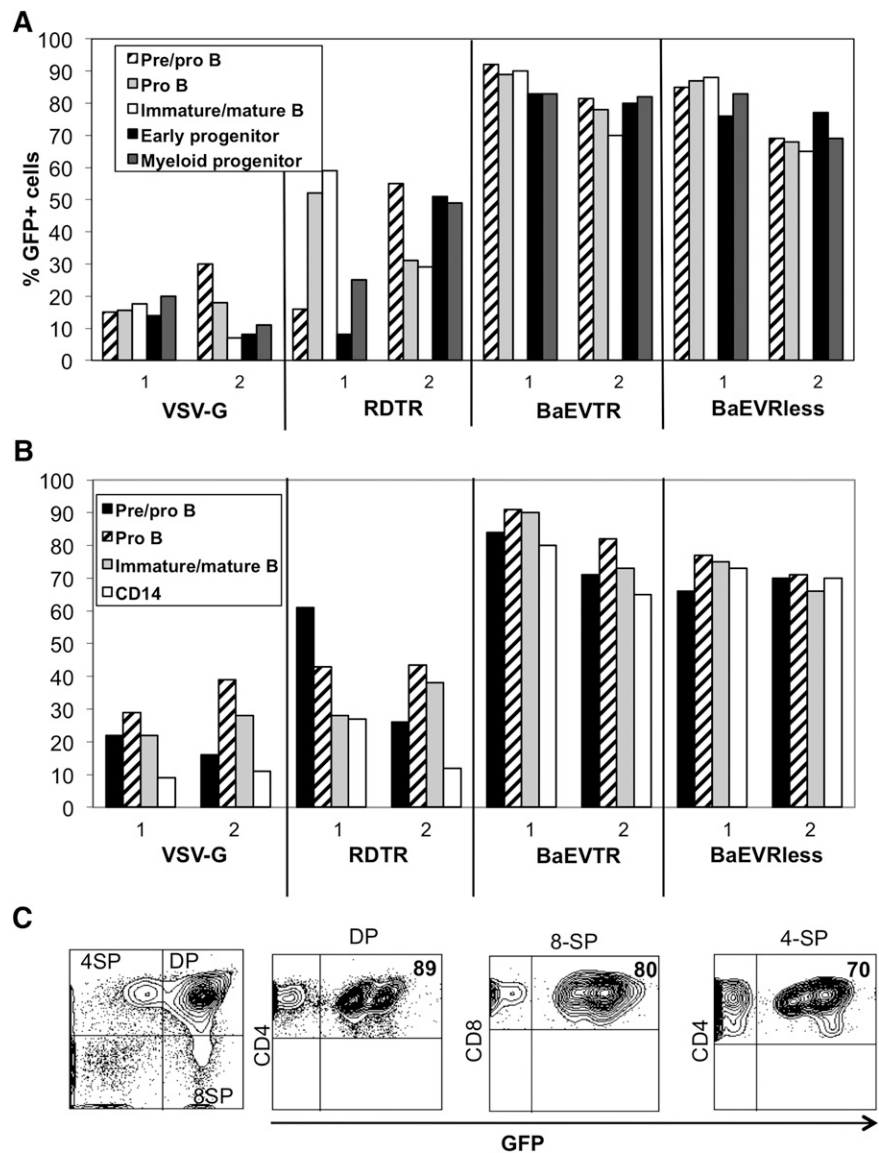 A
% GFP+ cells
100
90
80
70
60
50
40
30
20
10
0
Pre/pro B
Pro B
Immature/mature B
Early progenitor
Myeloid progenitor
1 2 1 2 1 2 1 2
VSV-G RDTR BaEVTR BaEVRless
B
100
90
80
70
60
50
40
30
20
10
0
Pre/pro B
Pro B
Immature/mature B
CD14
1 2 1 2 1 2 1 2
VSV-G RDTR BaEVTR BaEVRless
C
DP 8-SP 4-SP
4SP DP
8SP
CD4 89
CD8 80
CD4 70
GFP